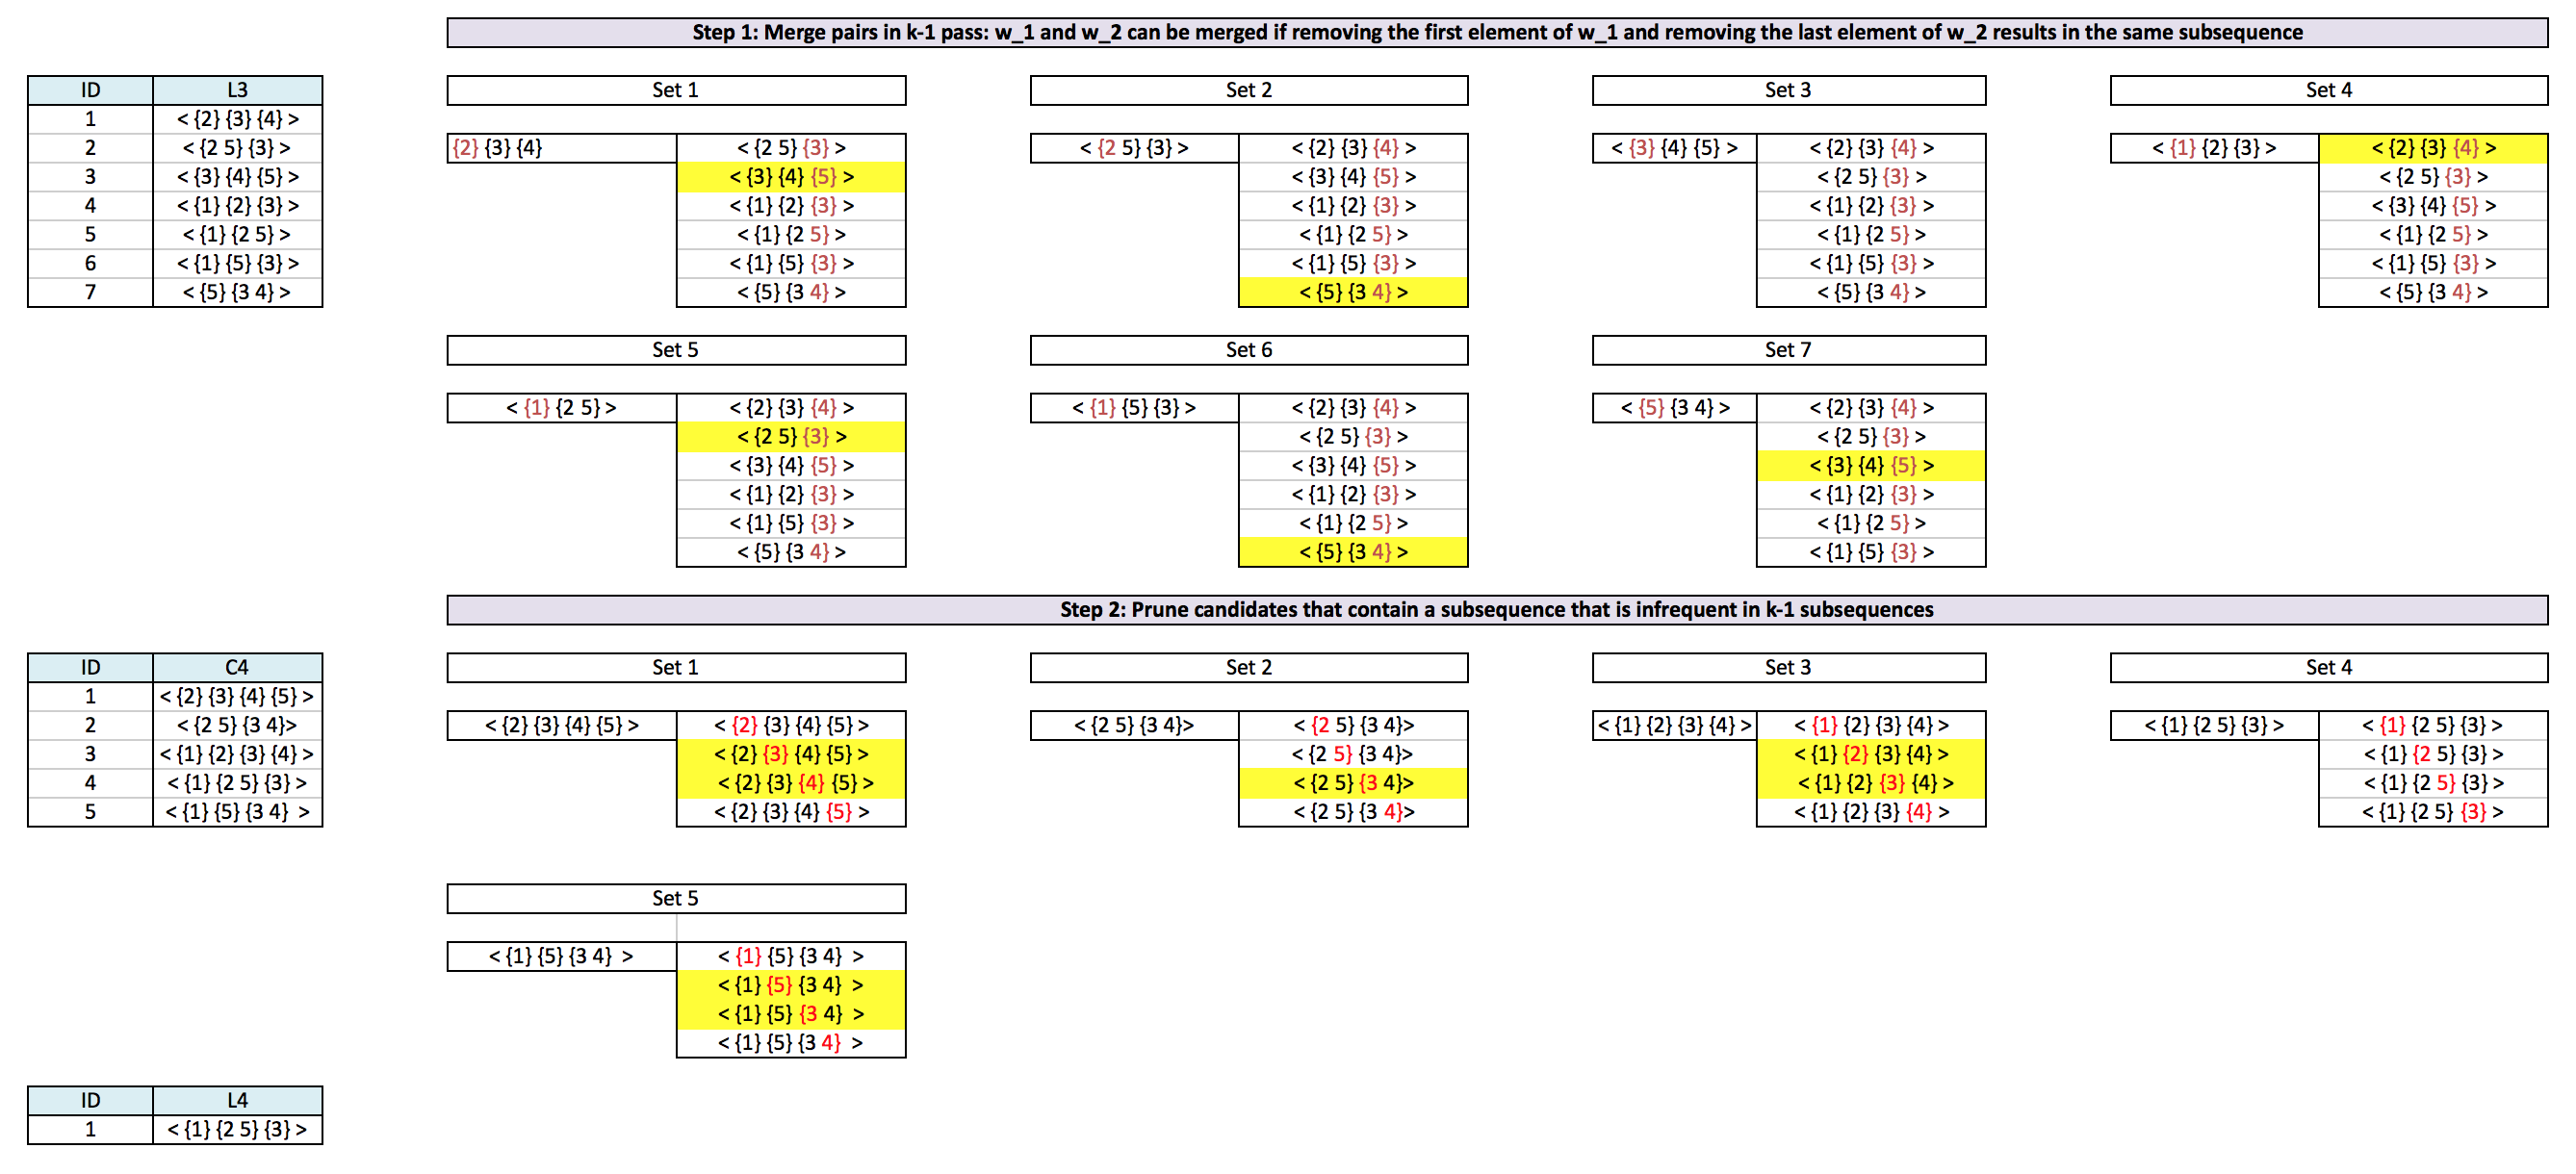 Step 1: Merge pairs in k-1 pass: w_1 and w_2 can be merged if removing the first element of w_1 and removing the last element of w_2 results in the same subsequence
ID L3 Set 1 Set 2 Set 3 Set 4
1 < {2} {3} {4} >
2 < {2 5} {3} > {2} {3} {4} < {2 5} {3} > < {2 5} {3} > < {2} {3} {4} > < {3} {4} {5} > < {2} {3} {4} > < {1} {2} {3} > < {2} {3} {4} >
3 < {3} {4} {5} > < {3} {4} {5} > < {3} {4} {5} > < {2 5} {3} > < {2 5} {3} >
4 < {1} {2} {3} > < {1} {2} {3} > < {1} {2} {3} > < {1} {2} {3} > < {3} {4} {5} >
5 < {1} {2 5} > < {1} {2 5} > < {1} {2 5} > < {1} {2 5} > < {1} {2 5} >
6 < {1} {5} {3} > < {1} {5} {3} > < {1} {5} {3} > < {1} {5} {3} > < {1} {5} {3} >
7 < {5} {3 4} > < {5} {3 4} > < {5} {3 4} > < {5} {3 4} > < {5} {3 4} >
Set 5 Set 6 Set 7
< {1} {2 5} > < {2} {3} {4} > < {1} {5} {3} > < {2} {3} {4} > < {5} {3 4} > < {2} {3} {4} >
< {2 5} {3} > < {2 5} {3} > < {2 5} {3} >
< {3} {4} {5} > < {3} {4} {5} > < {3} {4} {5} >
< {1} {2} {3} > < {1} {2} {3} > < {1} {2} {3} >
< {1} {5} {3} > < {1} {2 5} > < {1} {2 5} >
< {5} {3 4} > < {5} {3 4} > < {1} {5} {3} >
Step 2: Prune candidates that contain a subsequence that is infrequent in k-1 subsequences
ID C4 Set 1 Set 2 Set 3 Set 4
1 < {2} {3} {4} {5} >
2 < {2 5} {3 4}> < {2} {3} {4} {5} > < {2} {3} {4} {5} > < {2 5} {3 4}> < {2 5} {3 4}> < {1} {2} {3} {4} > < {1} {2} {3} {4} > < {1} {2 5} {3} > < {1} {2 5} {3} >
3 < {1} {2} {3} {4} > < {2} {3} {4} {5} > < {2 5} {3 4}> < {1} {2} {3} {4} > < {1} {2 5} {3} >
4 < {1} {2 5} {3} > < {2} {3} {4} {5} > < {2 5} {3 4}> < {1} {2} {3} {4} > < {1} {2 5} {3} >
5 < {1} {5} {3 4} > < {2} {3} {4} {5} > < {2 5} {3 4}> < {1} {2} {3} {4} > < {1} {2 5} {3} >
Set 5
< {1} {5} {3 4} > < {1} {5} {3 4} >
< {1} {5} {3 4} >
< {1} {5} {3 4} >
< {1} {5} {3 4} >
ID L4
1 < {1} {2 5} {3} >